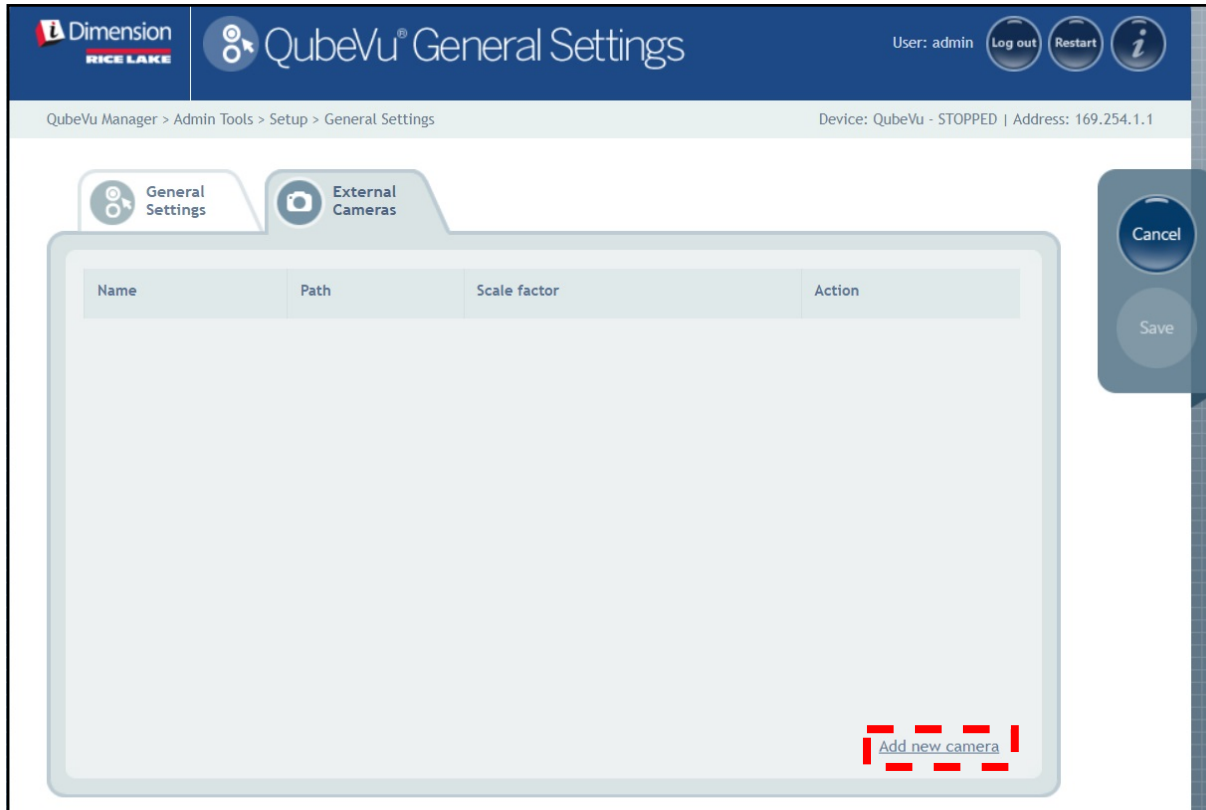 i Dimension
RICE LAKE
QubeVu® General Settings
User: admin
Log out
Restart
i
QubeVu Manager > Admin Tools > Setup > General Settings
Device: QubeVu - STOPPED | Address: 169.254.1.1
General
Settings
External
Cameras
Cancel
Save
Name Path Scale factor Action
Add new camera